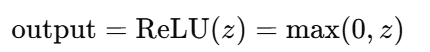 output = ReLU(z) = max(0, z)